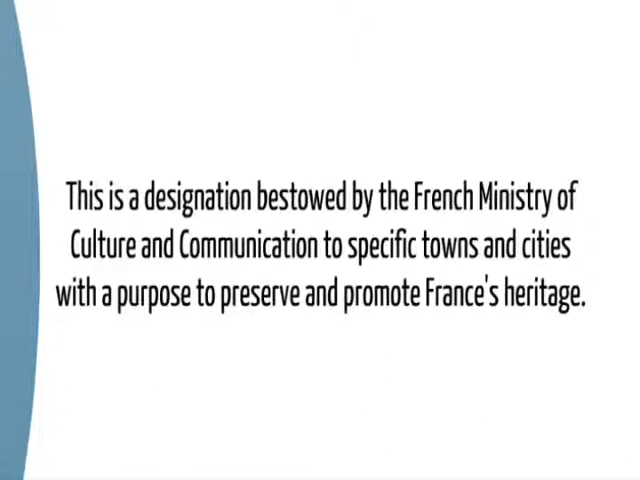 This is a designation bestowed by the French Ministry of
Culture and Communication to specific towns and cities
with a purpose to preserve and promote France's heritage.